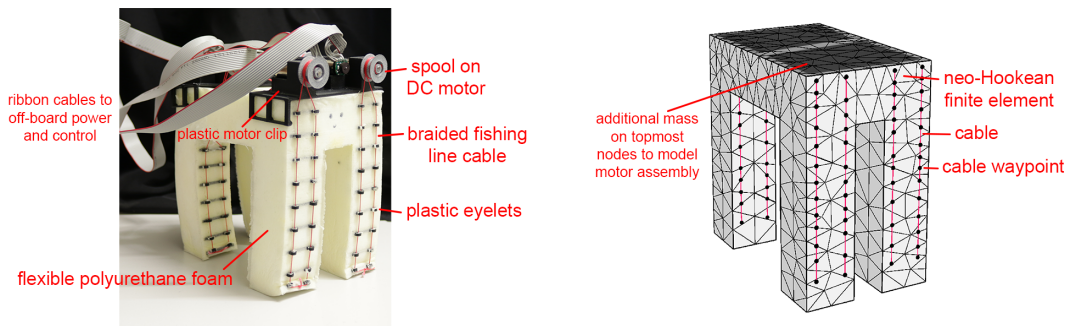 ribbon cables to
off-board power
and control
plastic motor clip
spool on
DC motor
braided fishing
line cable
plastic eyelets
flexible polyurethane foam
additional mass
on topmost
nodes to model
motor assembly
neo-Hookean
finite element
cable
cable waypoint